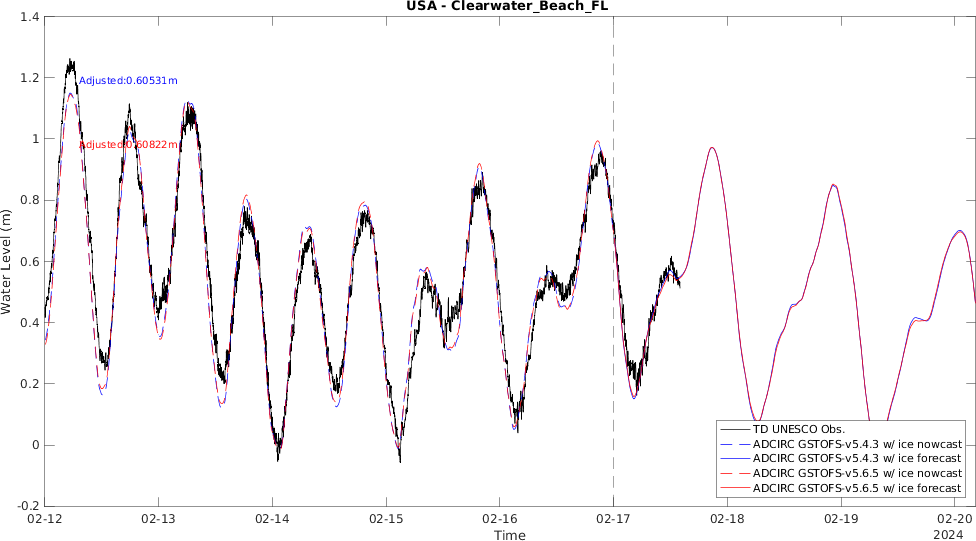 USA - Clearwater_Beach_FL
1.4
1.2
1
0.8
0.6
0.4
0.2
0
-0.2
Water Level (m)
Adjusted:0.60531m
Adjusted:0.60822m
TD UNESCO Obs.
ADCIRC GSTOFS-v5.4.3 w/ ice nowcast
ADCIRC GSTOFS-v5.4.3 w/ ice forecast
ADCIRC GSTOFS-v5.6.5 w/ ice nowcast
ADCIRC GSTOFS-v5.6.5 w/ ice forecast
02-12 02-13 02-14 02-15 02-16 02-17 02-18 02-19 02-20
2024
Time